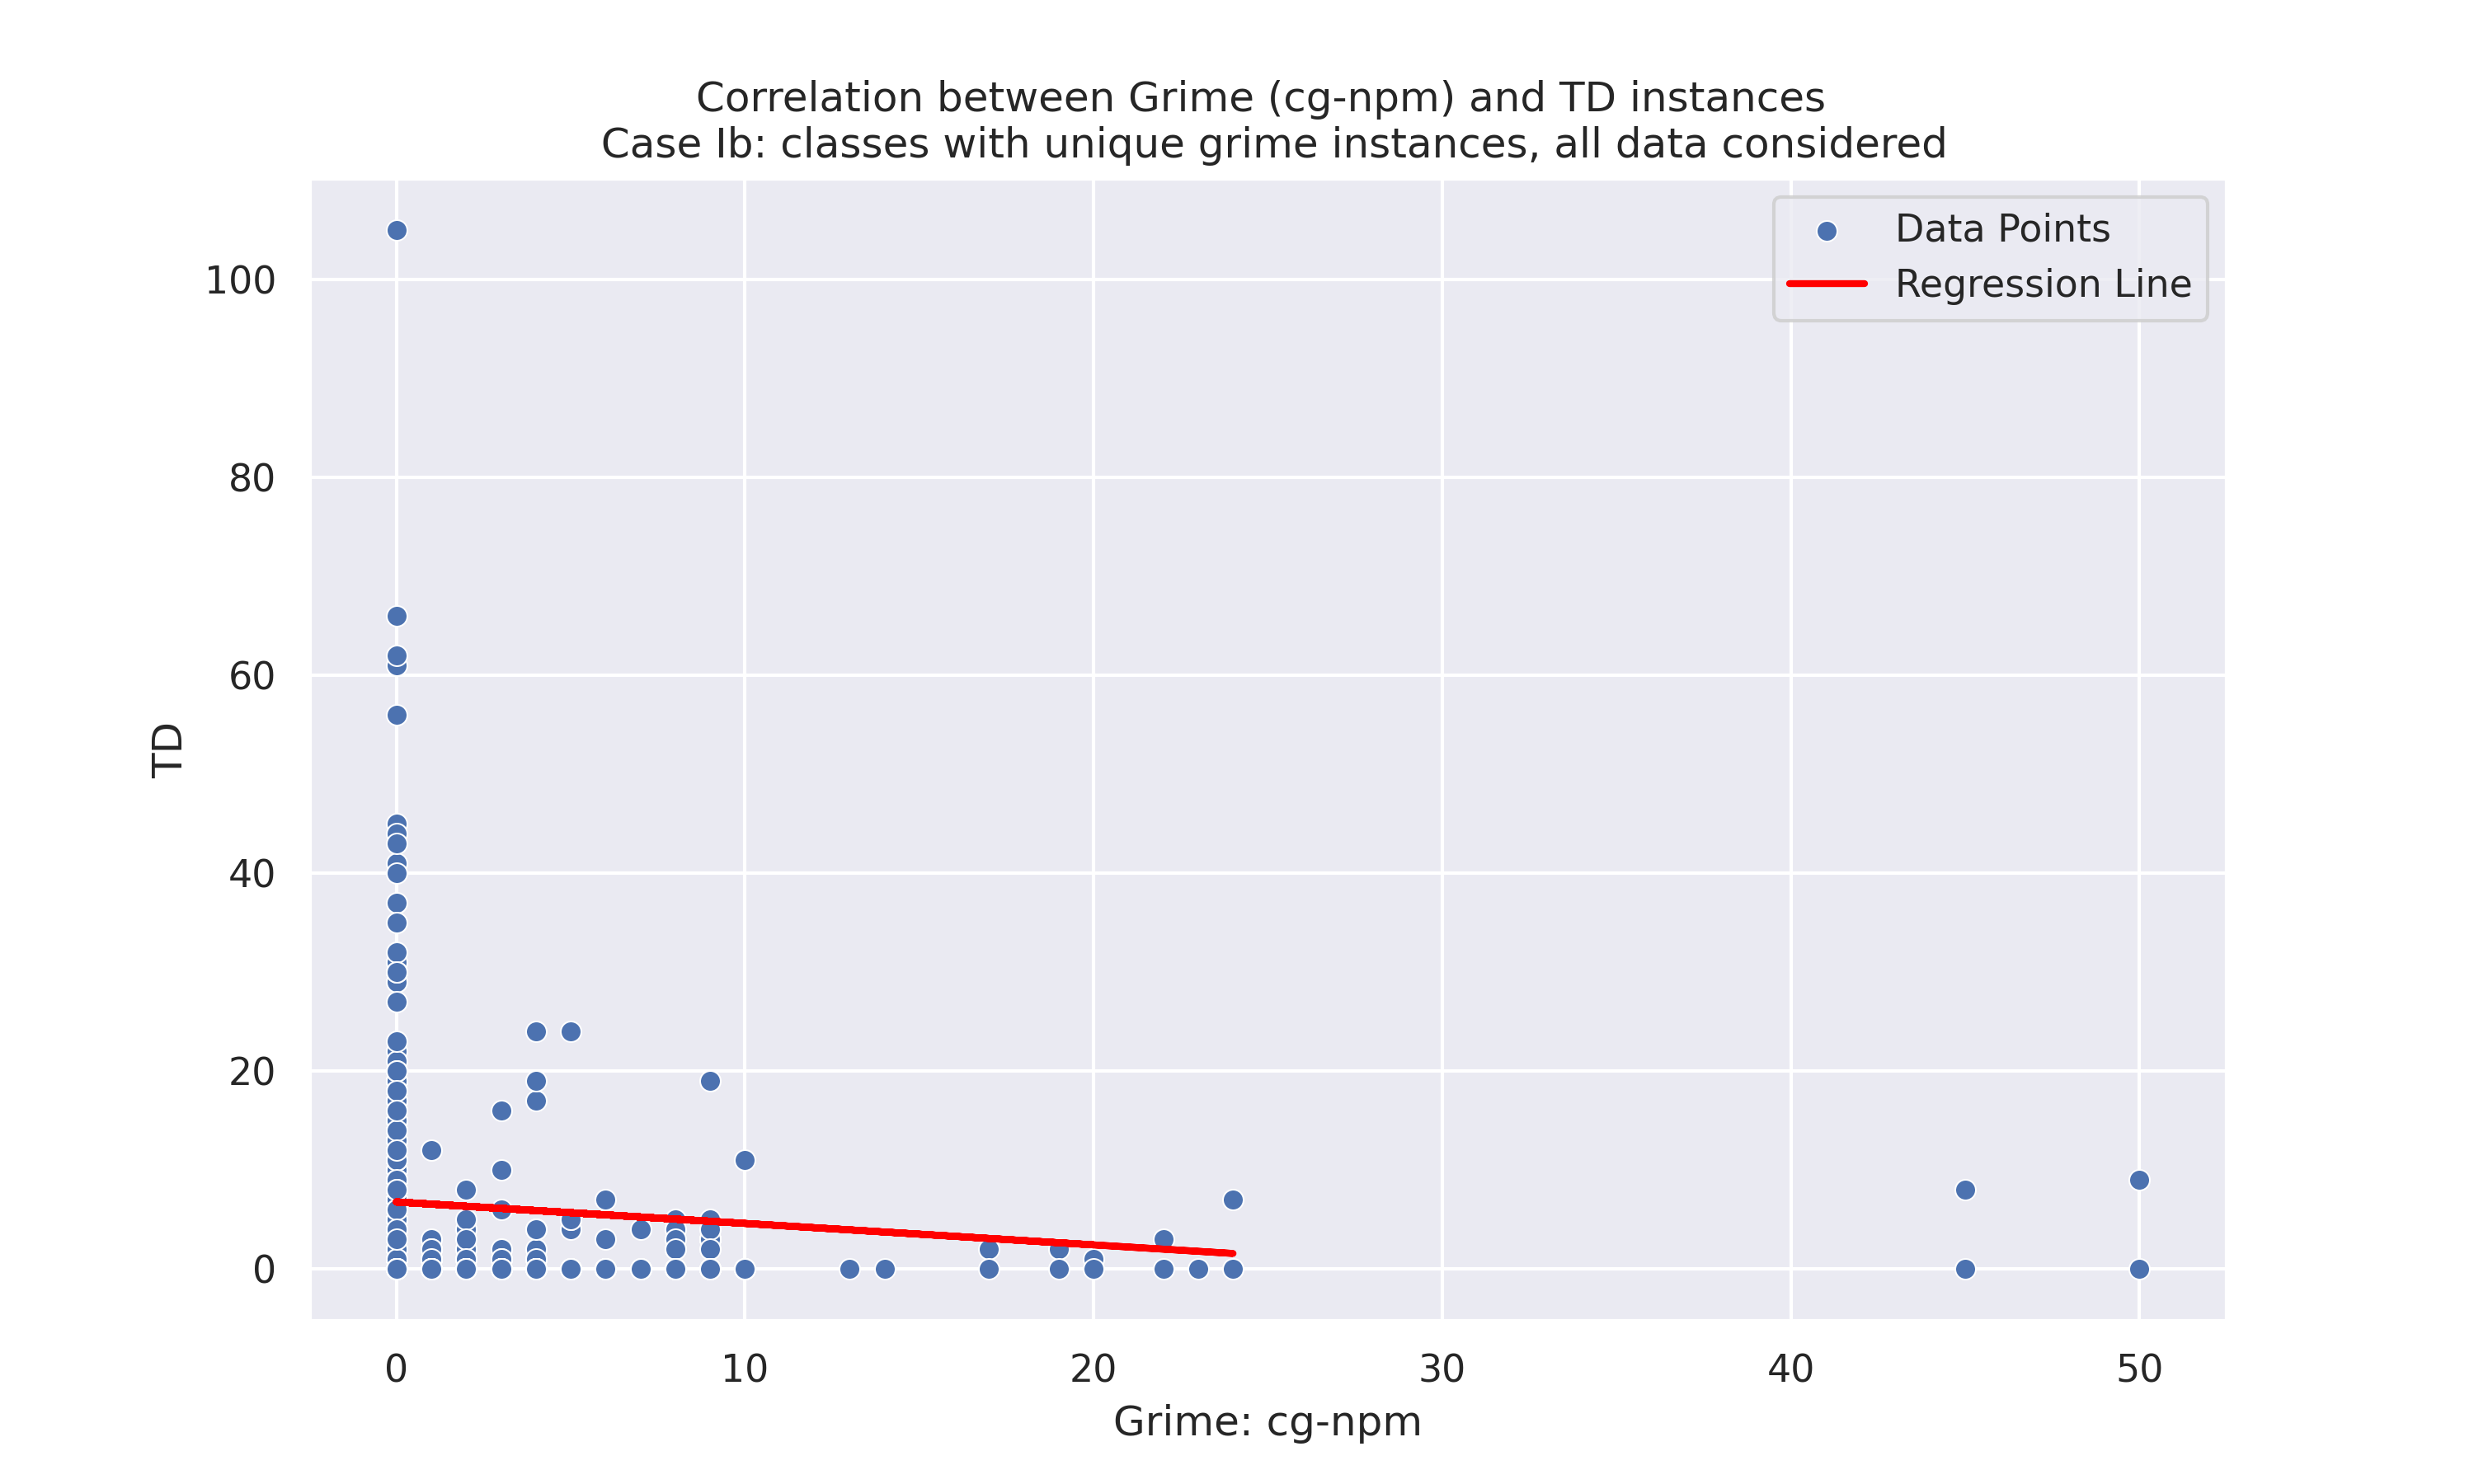 Correlation between Grime (cg-npm) and TD instances
Case Ib: classes with unique grime instances, all data considered
Data Points
Regression Line
100
80
60
40
20
0
TD
0 10 20 30 40 50
Grime: cg-npm